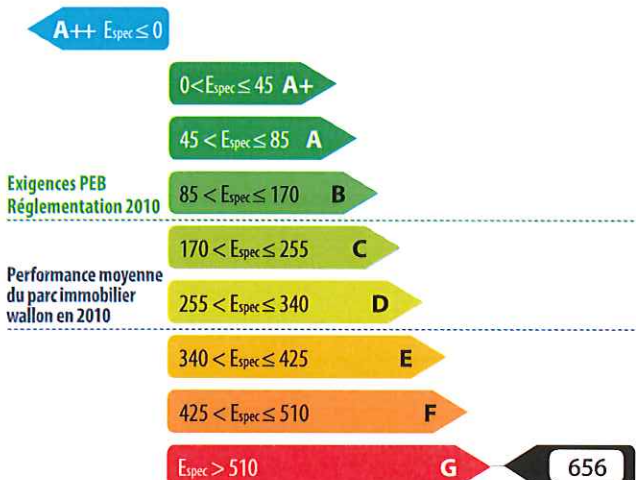 A++ Espec ≤ 0
0<Espec ≤ 45 A+
45 < Espec ≤ 85 A
Exigences PEB
Réglementation 2010
85 < Espec ≤ 170 B
170 < Espec ≤ 255 C
Performance moyenne
du parc immobilier
wallon en 2010
255 < Espec ≤ 340 D
340 < Espec ≤ 425 E
425 < Espec ≤ 510 F
Espec > 510 G 656